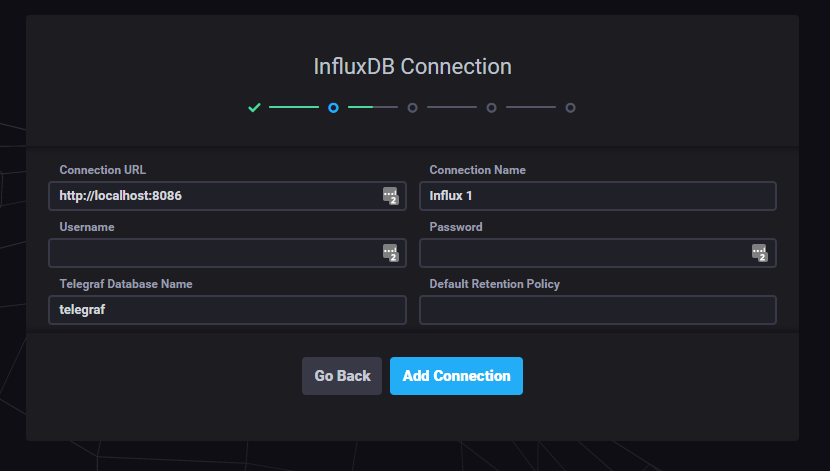 InfluxDB Connection
Connection URL
Connection Name
http://localhost:8086
Influx 1
Username
Password
Telegraf Database Name
Default Retention Policy
telegraf
Go Back
Add Connection